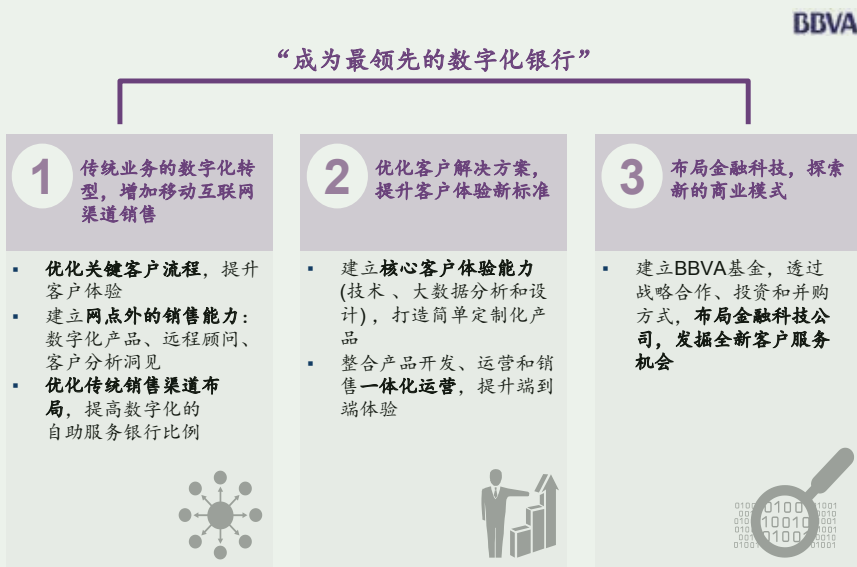 BBVA
“成为最领先的数字化银行”
1
传统业务的数字化转
型，增加移动互联网
渠道销售
优化关键客户流程，提升
客户体验
建立网点外的销售能力：
数字化产品、远程顾问、
客户分析洞见
优化传统销售渠道布
局，提高数字化的
自助服务银行比例
2
优化客户解决方案，
提升客户体验新标准
建立核心客户体验能力
(技术 、大数据分析和设
计) ，打造简单定制化产
品
整合产品开发、运营和销
售一体化运营，提升端到
端体验
3
布局金融科技，探索
新的商业模式
建立BBVA基金，透过
战略合作、投资和并购
方式，布局金融科技公
司，发掘全新客户服务
机会